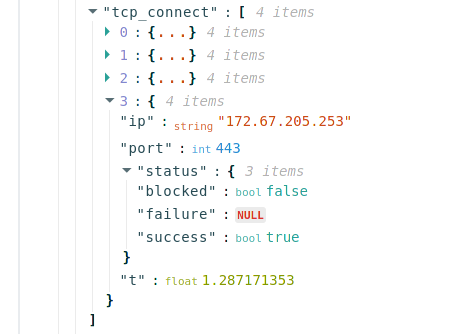 "tcp_connect" : [ 4 items
0 : {...} 4 items
1 : {...} 4 items
2 : {...} 4 items
3 : { 4 items
"ip" : string "172.67.205.253"
"port" : int 443
"status" : { 3 items
"blocked" : bool false
"failure" : NULL
"success" : bool true
}
"t" : float 1.287171353
}
]